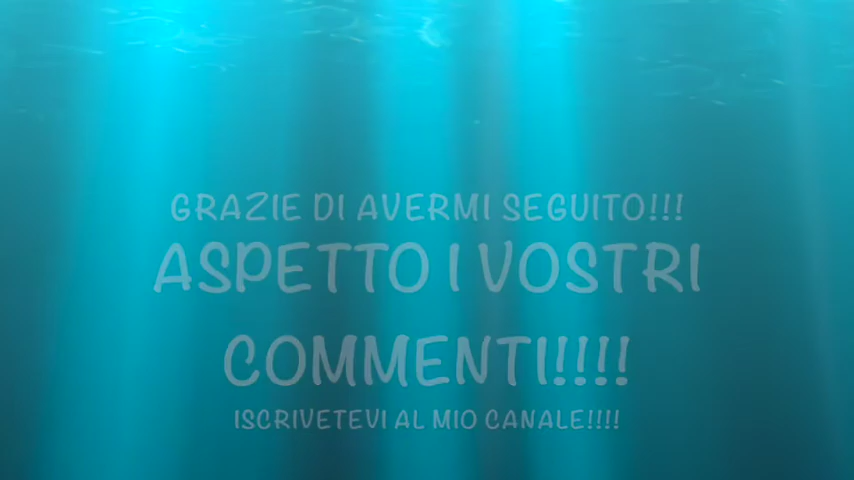 GRAZIE DI AVERMI SEGUITO!!!
ASPETTO I VOSTRI
COMMENTI!!!!
ISCRIVETEVI AL MIO CANALE!!!!